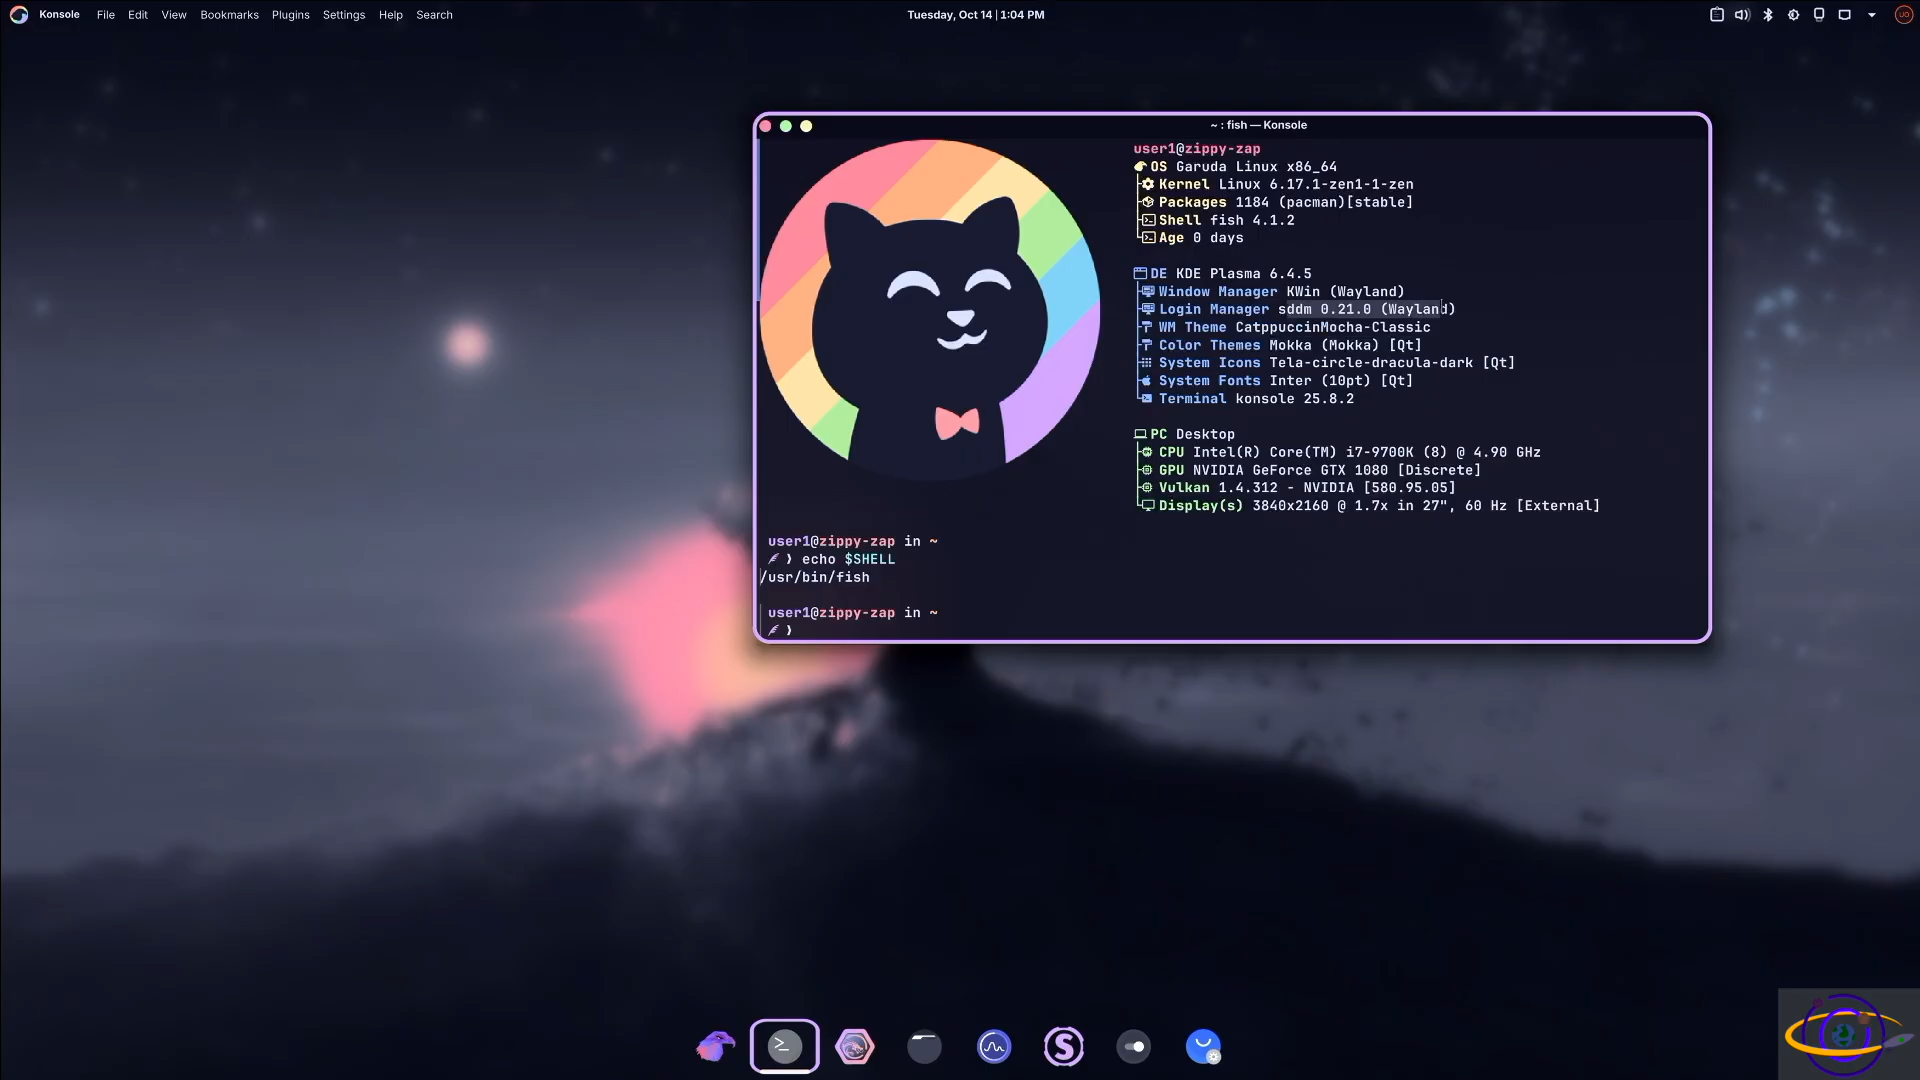 Konsole File Edit View Bookmarks Plugins Settings Help Search
Tuesday, Oct 14 | 1:04 PM
UO
~ : fish — Konsole
user1@zippy-zap
OS Garuda Linux x86_64
Kernel Linux 6.17.1-zen1-1-zen
Packages 1184 (pacman)[stable]
Shell fish 4.1.2
Age 0 days
DE KDE Plasma 6.4.5
Window Manager KWin (Wayland)
Login Manager sddm 0.21.0 (Wayland)
WM Theme CatppuccinMocha-Classic
Color Themes Mokka (Mokka) [Qt]
System Icons Tela-circle-dracula-dark [Qt]
System Fonts Inter (10pt) [Qt]
Terminal konsole 25.8.2
PC Desktop
CPU Intel(R) Core(TM) i7-9700K (8) @ 4.90 GHz
GPU NVIDIA GeForce GTX 1080 [Discrete]
Vulkan 1.4.312 - NVIDIA [580.95.05]
Display(s) 3840x2160 @ 1.7x in 27", 60 Hz [External]
user1@zippy-zap in ~
❯ echo $SHELL
/usr/bin/fish
user1@zippy-zap in ~
❯
S